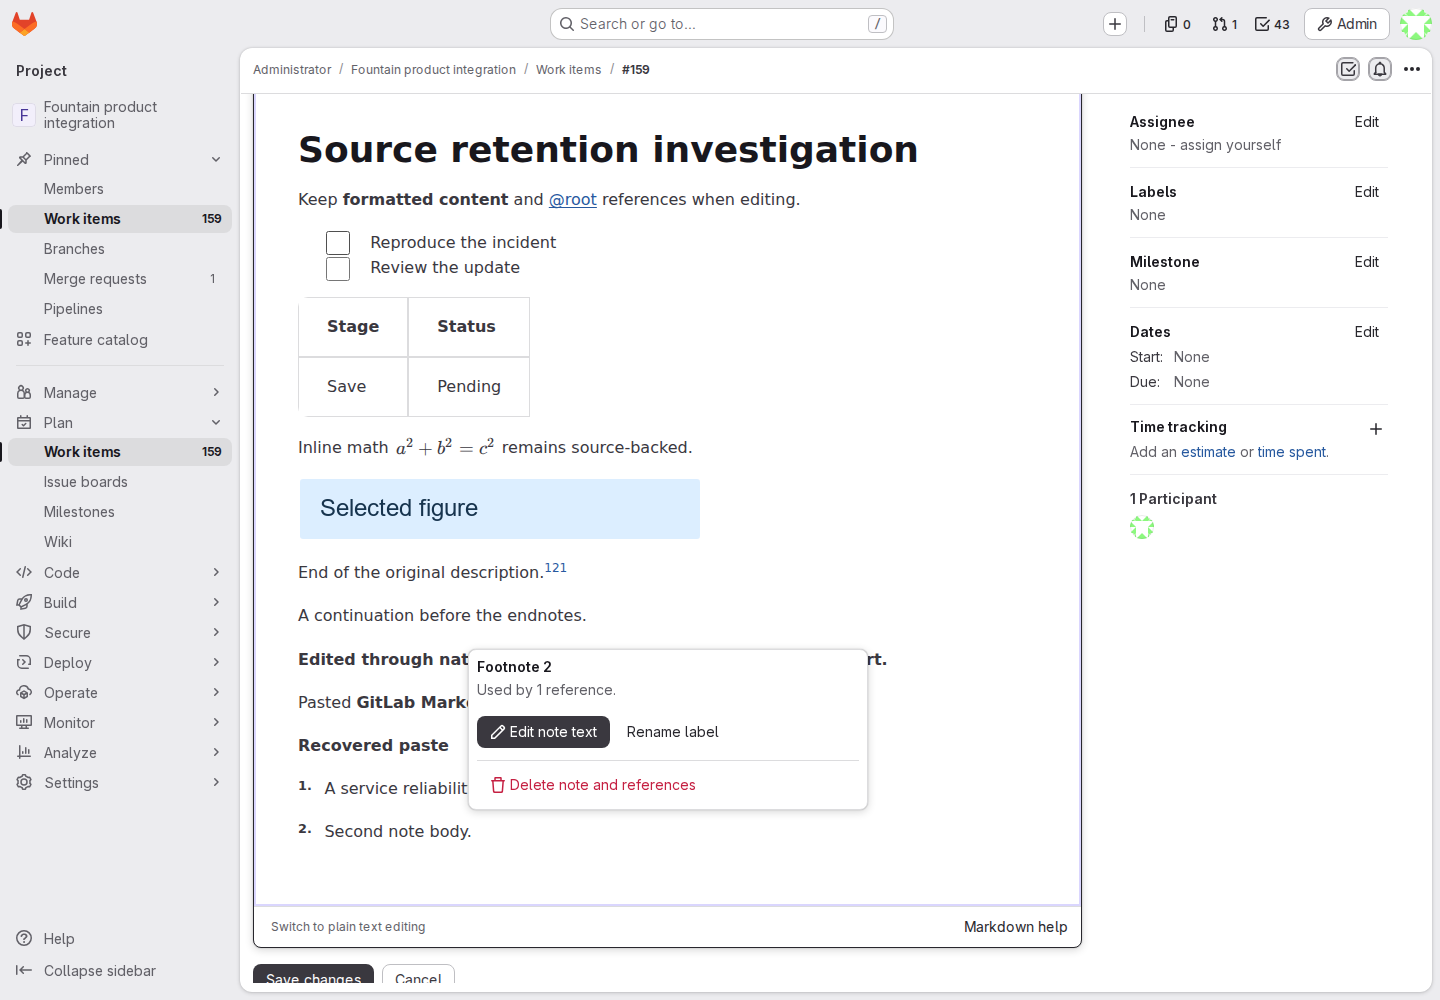 Search or go to...
/
0
1
43
Admin
Project
F
Fountain product
integration
Pinned
Members
Work items 159
Branches
Merge requests 1
Pipelines
Feature catalog
Manage
Plan
Work items 159
Issue boards
Milestones
Wiki
Code
Build
Secure
Deploy
Operate
Monitor
Analyze
Settings
Help
Collapse sidebar
Administrator / Fountain product integration / Work items / #159
Source retention investigation
Keep formatted content and @root references when editing.
Reproduce the incident
Review the update
Stage Status
Save Pending
Inline math a² + b² = c² remains source-backed.
Selected figure
End of the original description.121
A continuation before the endnotes.
Edited through nat
rt.
Pasted GitLab Mark
Recovered paste
1. A service reliabilit
2. Second note body.
Footnote 2
Used by 1 reference.
Edit note text Rename label
Delete note and references
Switch to plain text editing
Markdown help
Save changes Cancel
Assignee Edit
None - assign yourself
Labels Edit
None
Milestone Edit
None
Dates Edit
Start: None
Due: None
Time tracking
Add an estimate or time spent.
1 Participant